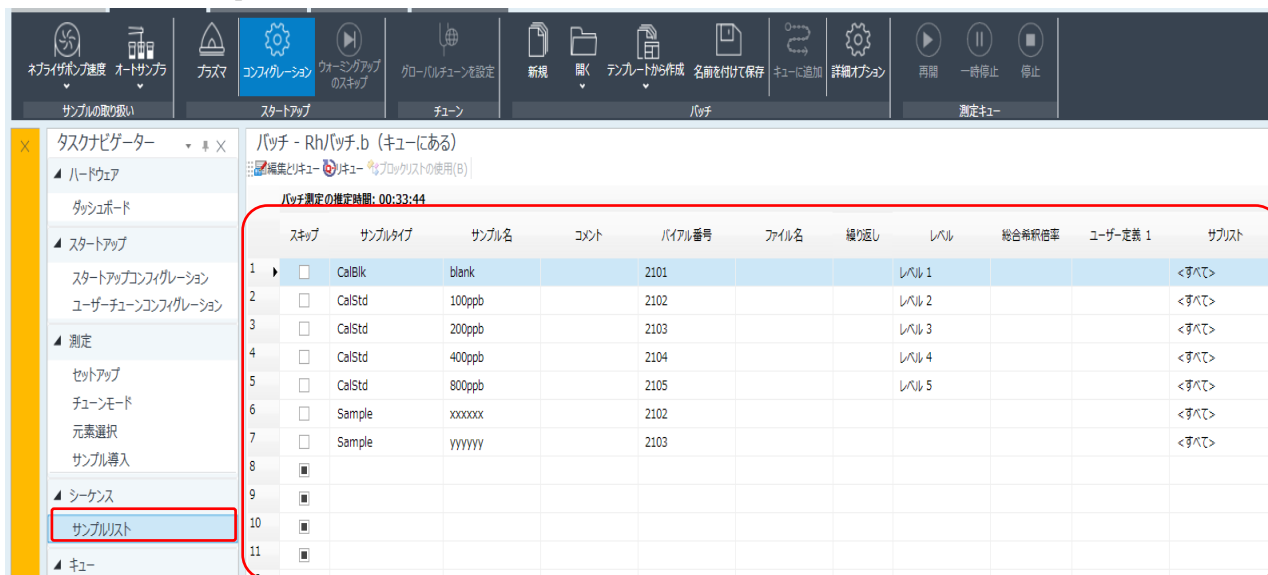 ネブライザポンプ速度 オートサンプラ プラズマ コンフィグレーション ウォーミングアップのスキップ グローバルチューンを設定 新規 開く テンプレートから作成 名前を付けて保存 キューに追加 詳細オプション 再開 一時停止 停止
サンプルの取り扱い スタートアップ チューン バッチ 測定キュー
タスクナビゲーター
ハードウェア
ダッシュボード
スタートアップ
スタートアップコンフィグレーション
ユーザーチューンコンフィグレーション
測定
セットアップ
チューンモード
元素選択
サンプル導入
シーケンス
サンプルリスト
キュー
バッチ - Rhバッチ.b (キューにある)
編集とリキュー リキュー ブロックリストの使用(B)
バッチ測定の推定時間: 00:33:44
スキップ サンプルタイプ サンプル名 コメント バイアル番号 ファイル名 繰り返し レベル 総合希釈倍率 ユーザー定義 1 サブリスト
1 CalBlk blank 2101 レベル 1 <すべて>
2 CalStd 100ppb 2102 レベル 2 <すべて>
3 CalStd 200ppb 2103 レベル 3 <すべて>
4 CalStd 400ppb 2104 レベル 4 <すべて>
5 CalStd 800ppb 2105 レベル 5 <すべて>
6 Sample xxxxxx 2102 <すべて>
7 Sample yyyyyy 2103 <すべて>
8
9
10
11